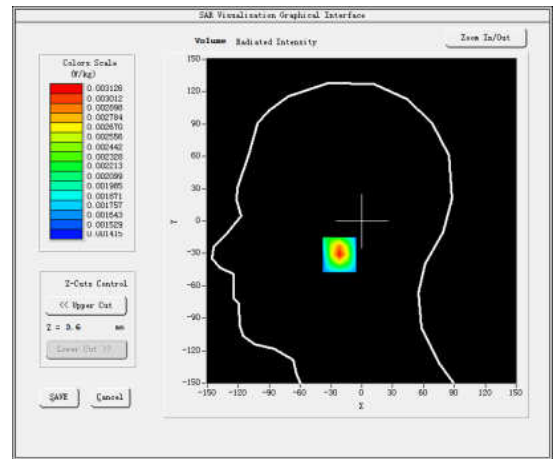 SAR Visualisation Graphical Interface
Volume Radiated Intensity
Zoom In/Out
Colors Scale
(W/kg)
0.003126
0.003012
0.002898
0.002784
0.002670
0.002556
0.002442
0.002328
0.002213
0.002099
0.001985
0.001871
0.001757
0.001643
0.001529
0.001415
150
120
90
60
30
0
-30
-60
-90
-120
-150
Y
-150 -120 -90 -60 -30 0 30 60 90 120 150
X
Z-Cuts Control
<< Upper Cut
Z = 3.6 mm
Lower Cut >>
SAVE Cancel